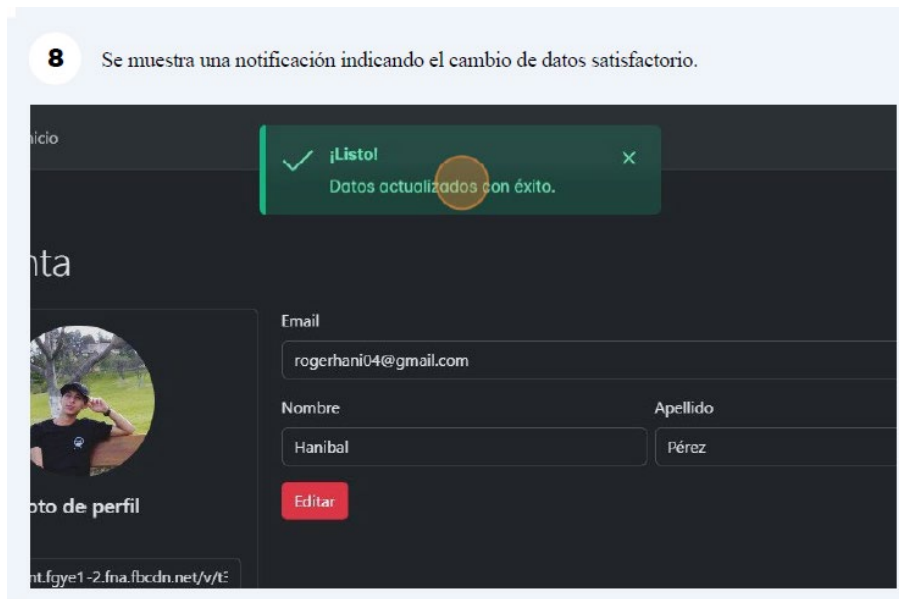 8
Se muestra una notificación indicando el cambio de datos satisfactorio.
nicio
¡Listo!
Datos actualizados con éxito.
nta
Email
rogerhani04@gmail.com
Nombre
Apellido
Hanibal
Pérez
Editar
oto de perfil
nt.fgye1-2.fna.fbcdn.net/v/t3